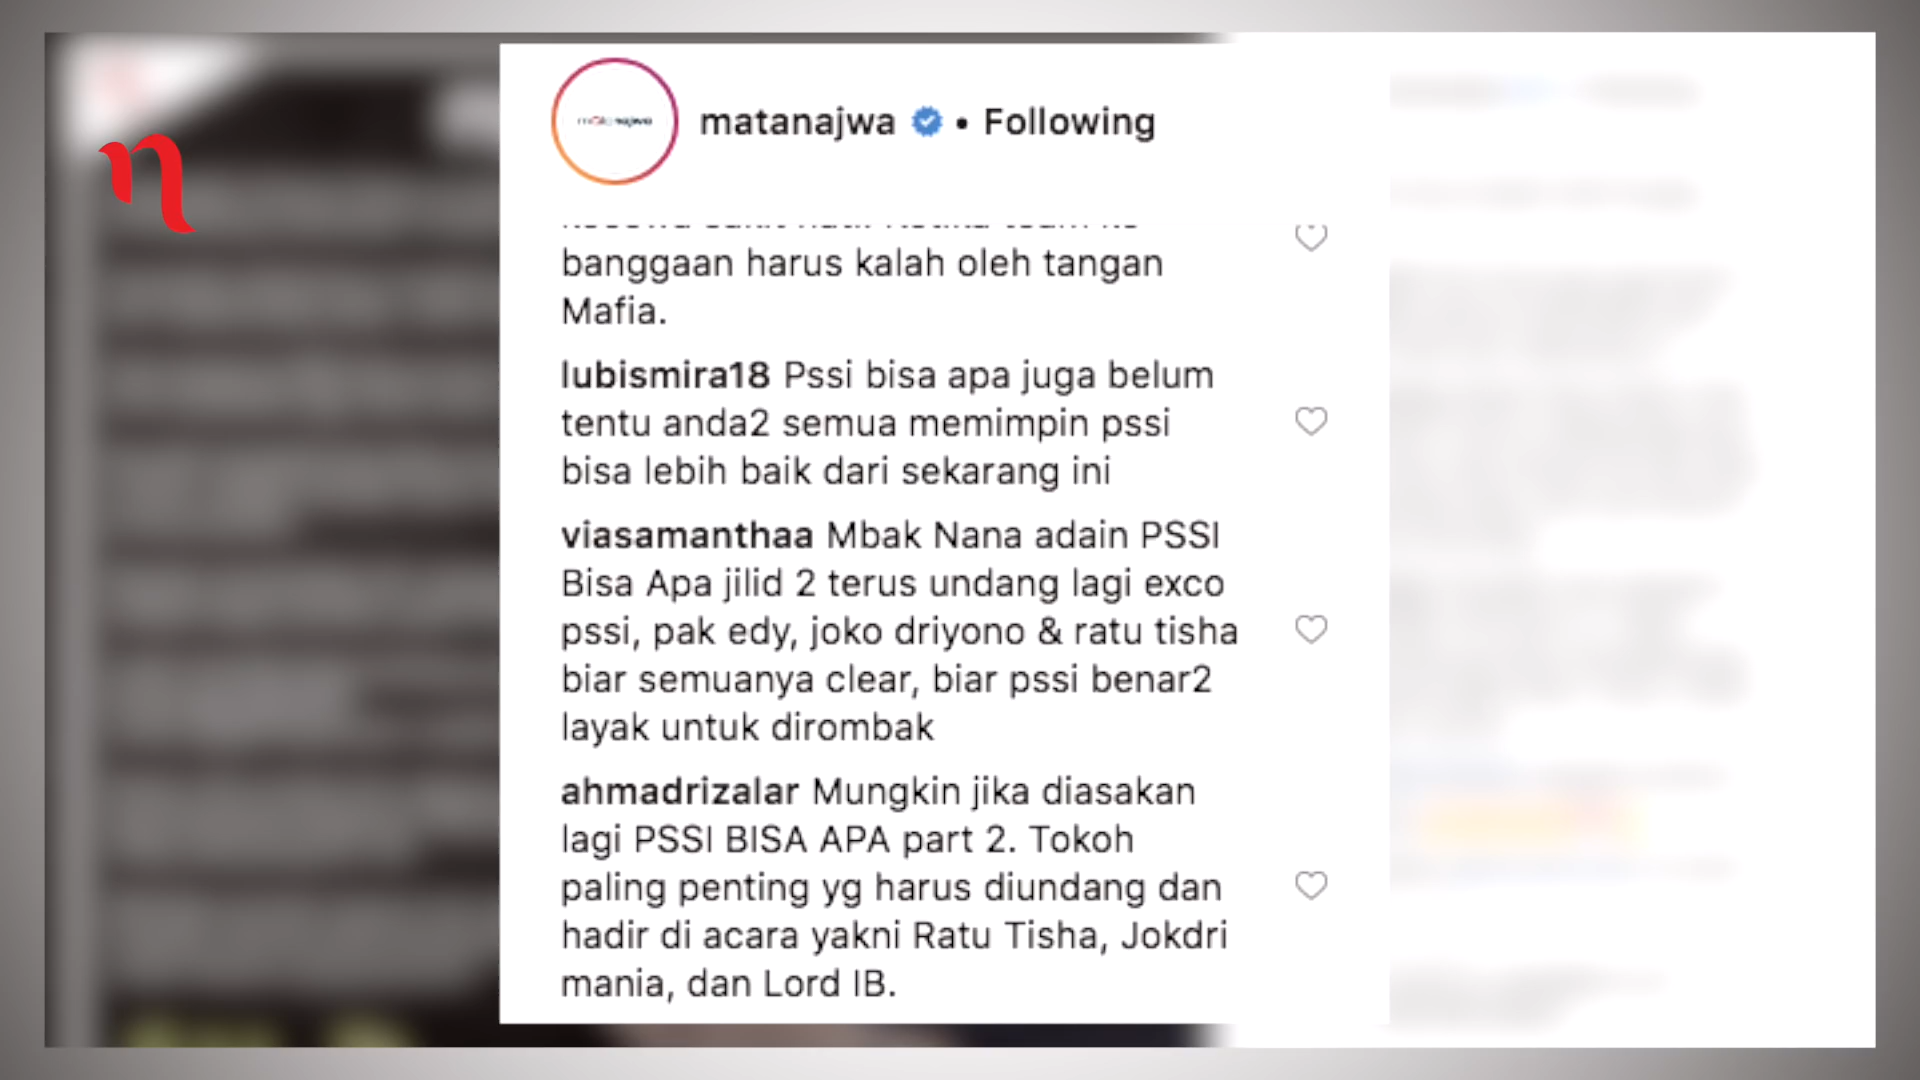 matanajwa • Following
banggaan harus kalah oleh tangan
Mafia.
lubismira18 Pssi bisa apa juga belum
tentu anda2 semua memimpin pssi
bisa lebih baik dari sekarang ini
viasamanthaa Mbak Nana adain PSSI
Bisa Apa jilid 2 terus undang lagi exco
pssi, pak edy, joko driyono & ratu tisha
biar semuanya clear, biar pssi benar2
layak untuk dirombak
ahmadrizalar Mungkin jika diasakan
lagi PSSI BISA APA part 2. Tokoh
paling penting yg harus diundang dan
hadir di acara yakni Ratu Tisha, Jokdri
mania, dan Lord IB.